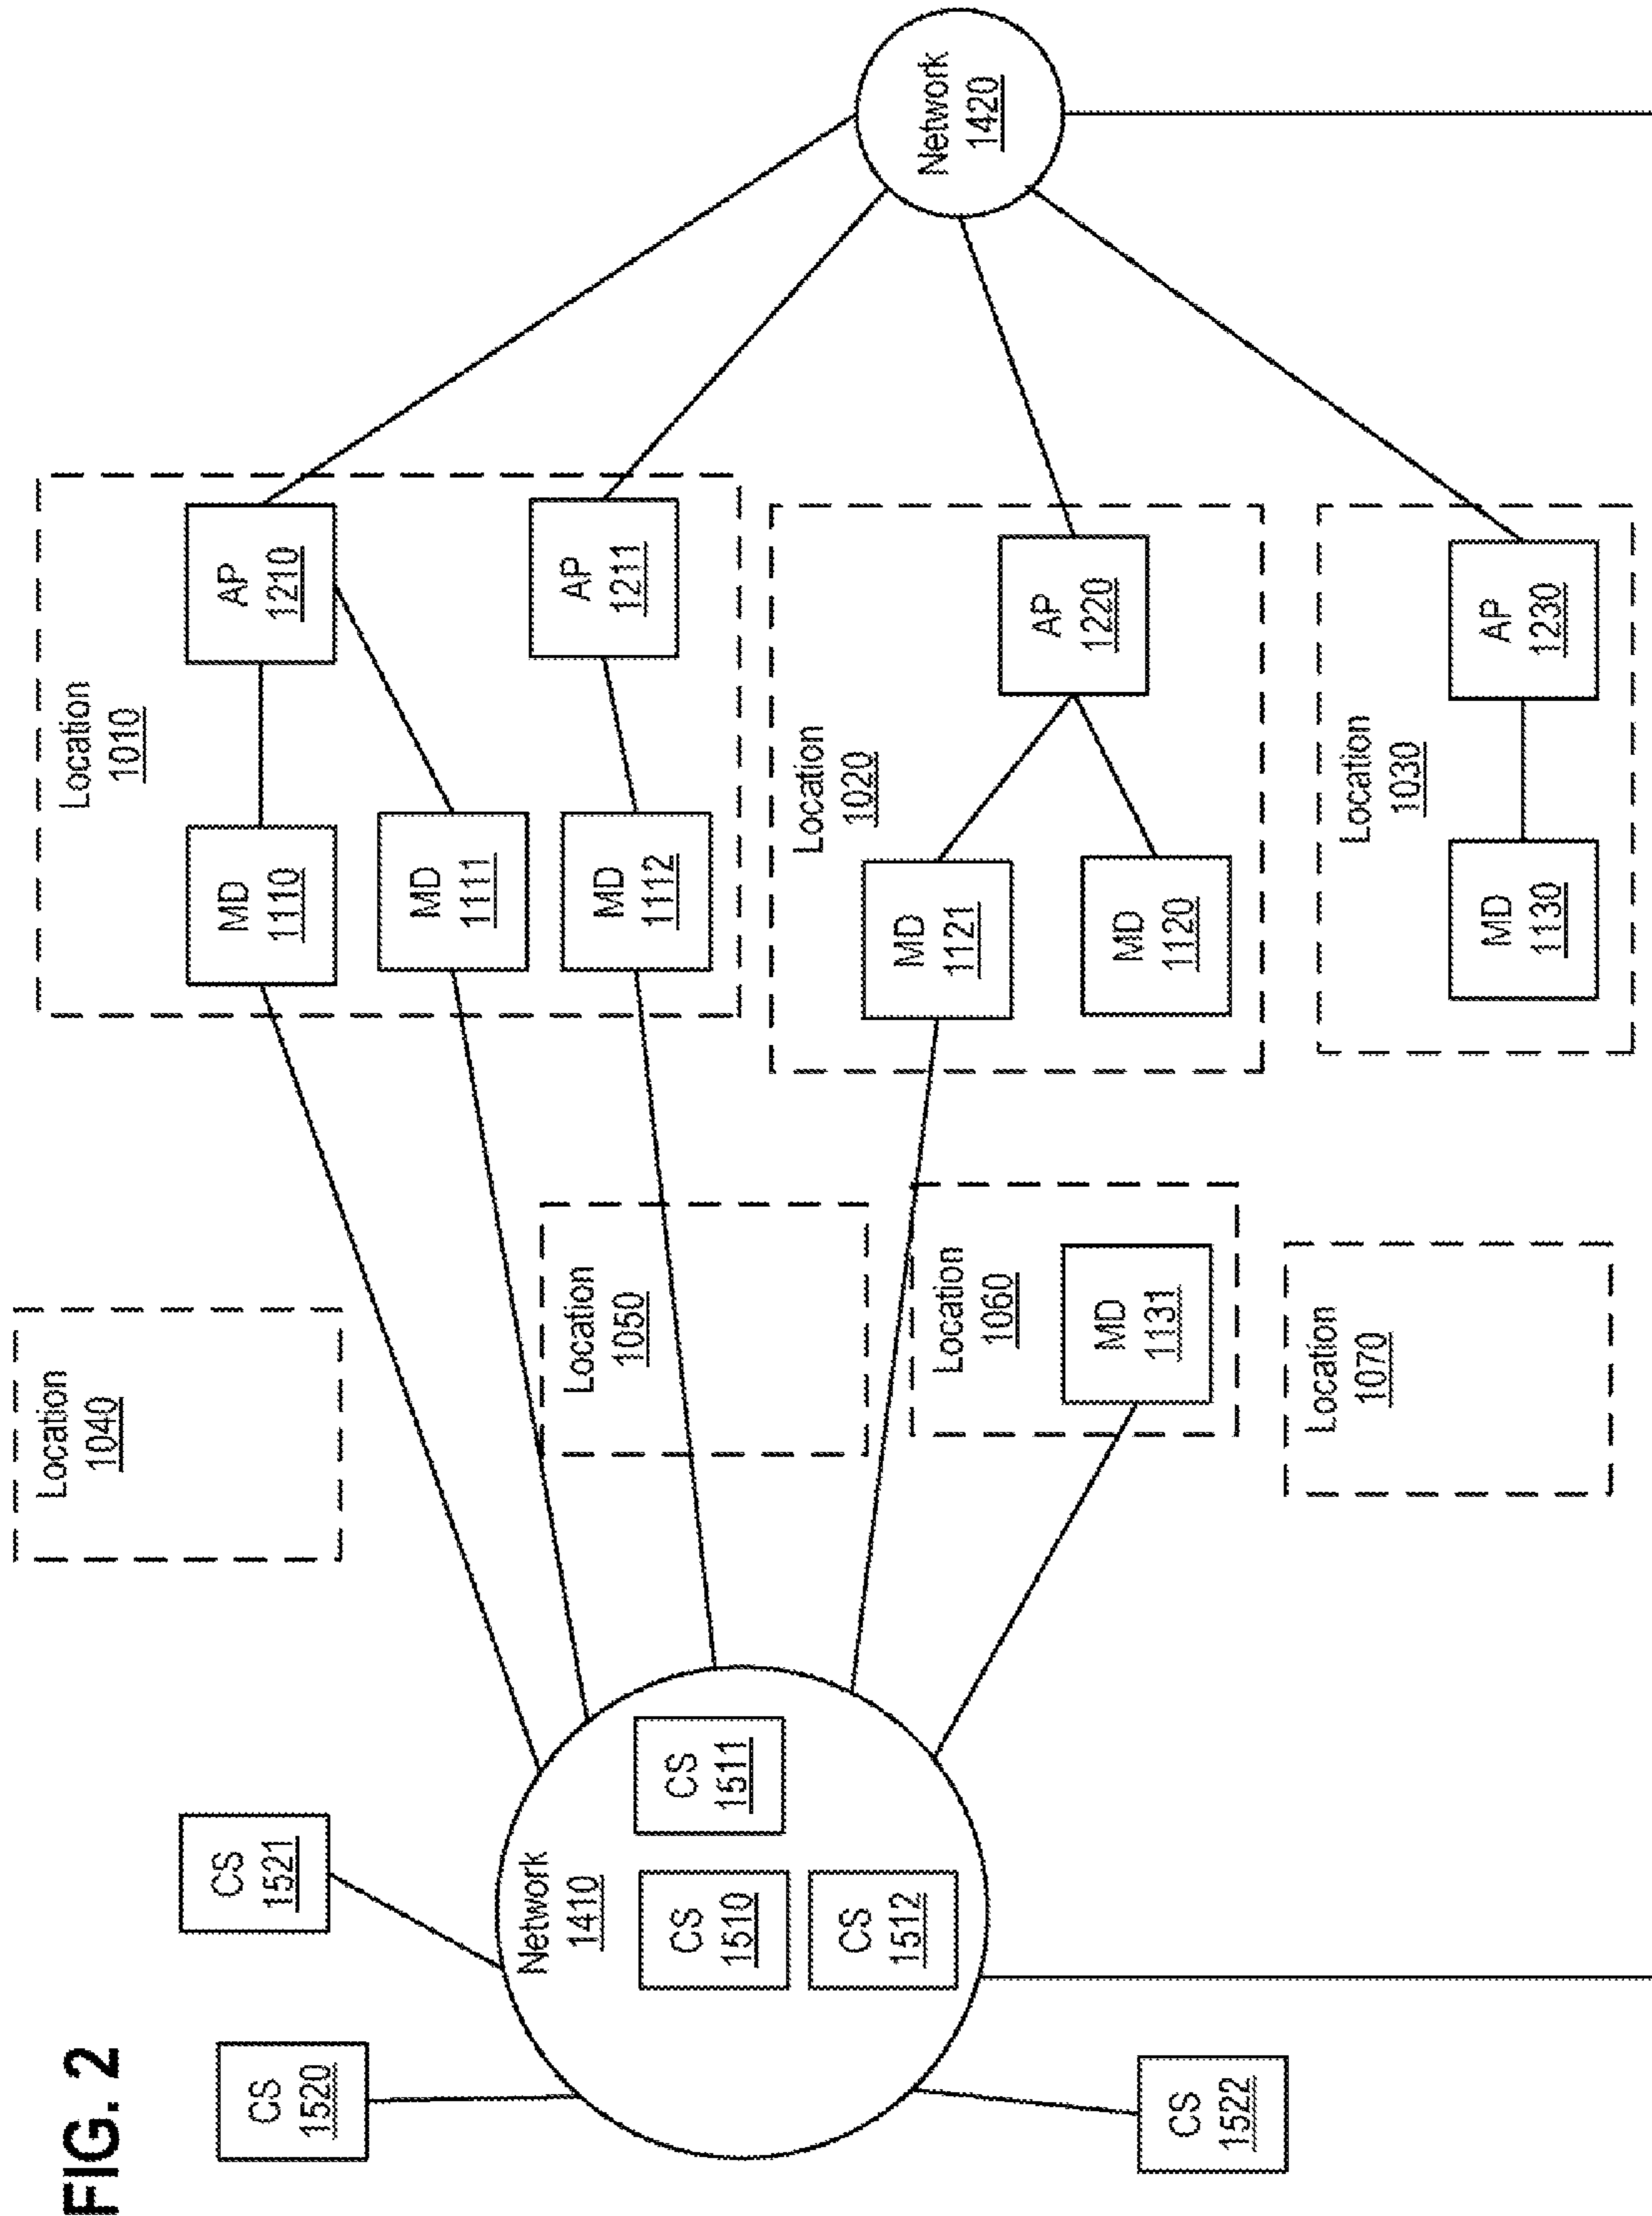 FIG. 2
CS
1520
CS
1521
CS
1522
Network
1410
CS
1510
CS
1511
CS
1512
Location
1040
Location
1050
Location
1060
MD
1131
Location
1070
Location
1010
MD
1110
AP
1210
MD
1111
MD
1112
AP
1211
Location
1020
MD
1121
MD
1120
AP
1220
Location
1030
MD
1130
AP
1230
Network
1420